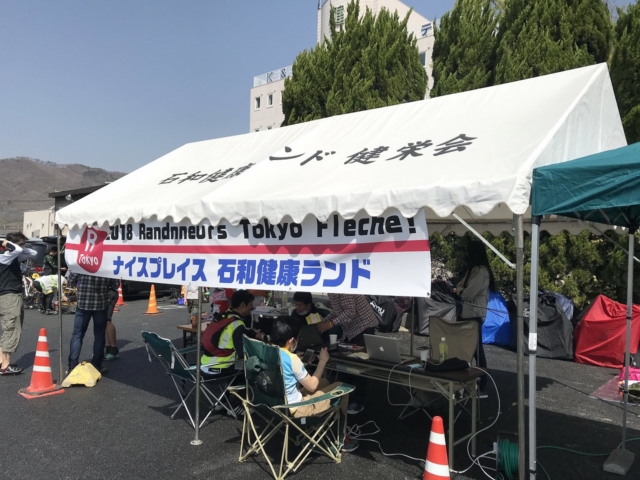 K &
石和健康ランド 健栄会
2018 Randnneurs Tokyo Fleche!
R
Tokyo
ナイスプレイス 石和健康ランド